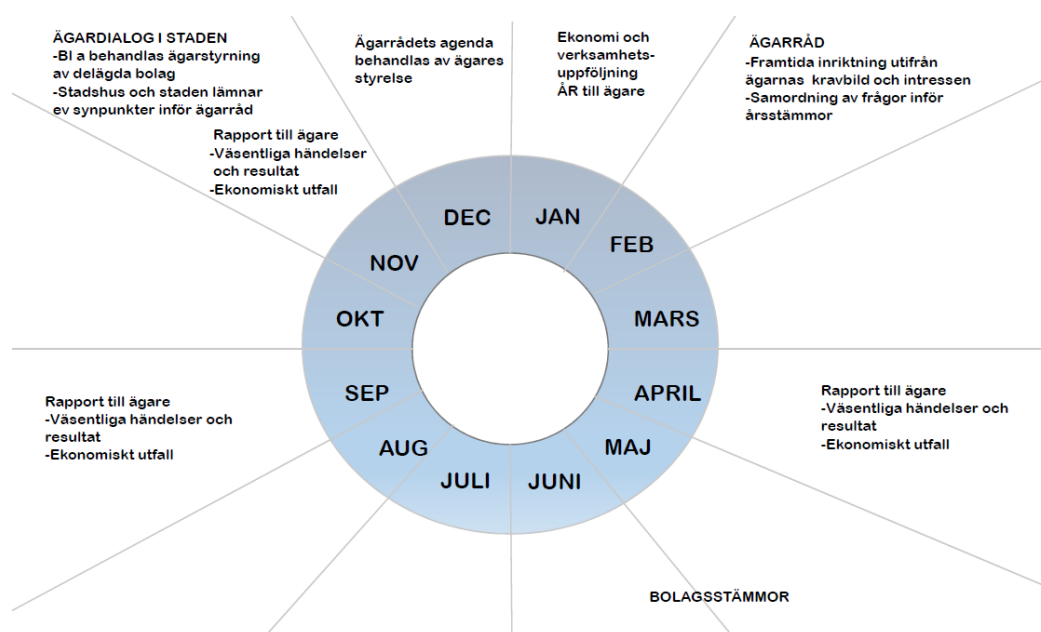 ÄGARDIALOG I STADEN
-Bl a behandlas ägarstyrning
av delägda bolag
-Stadshus och staden lämnar
ev synpunkter inför ägarråd
Rapport till ägare
-Väsentliga händelser
och resultat
-Ekonomiskt utfall
Ägarrådets agenda
behandlas av ägares
styrelse
Ekonomi och
verksamhets-
uppföljning
ÅR till ägare
ÄGARRÅD
-Framtida inriktning utifrån
ägarnas kravbild och intressen
-Samordning av frågor inför
årsstämmor
DEC
JAN
NOV
FEB
OKT
MARS
SEP
APRIL
AUG
MAJ
JULI
JUNI
Rapport till ägare
-Väsentliga händelser och
resultat
-Ekonomiskt utfall
Rapport till ägare
-Väsentliga händelser och
resultat
-Ekonomiskt utfall
BOLAGSSTÄMMOR